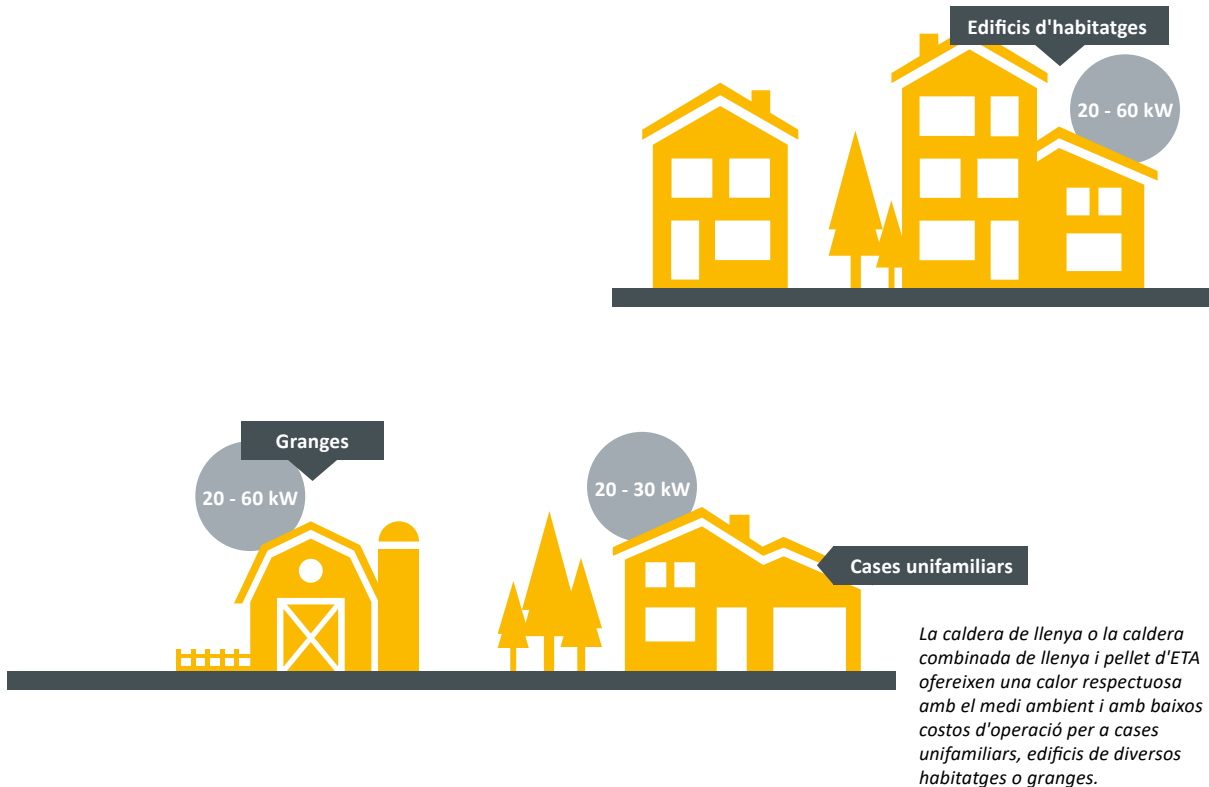 Edificis d'habitatges
20 - 60 kW
Granges
20 - 60 kW
20 - 30 kW
Cases unifamiliars
La caldera de llenya o la caldera
combinada de llenya i pellet d'ETA
ofereixen una calor respectuosa
amb el medi ambient i amb baixos
costos d'operació per a cases
unifamiliars, edificis de diversos
habitatges o granges.